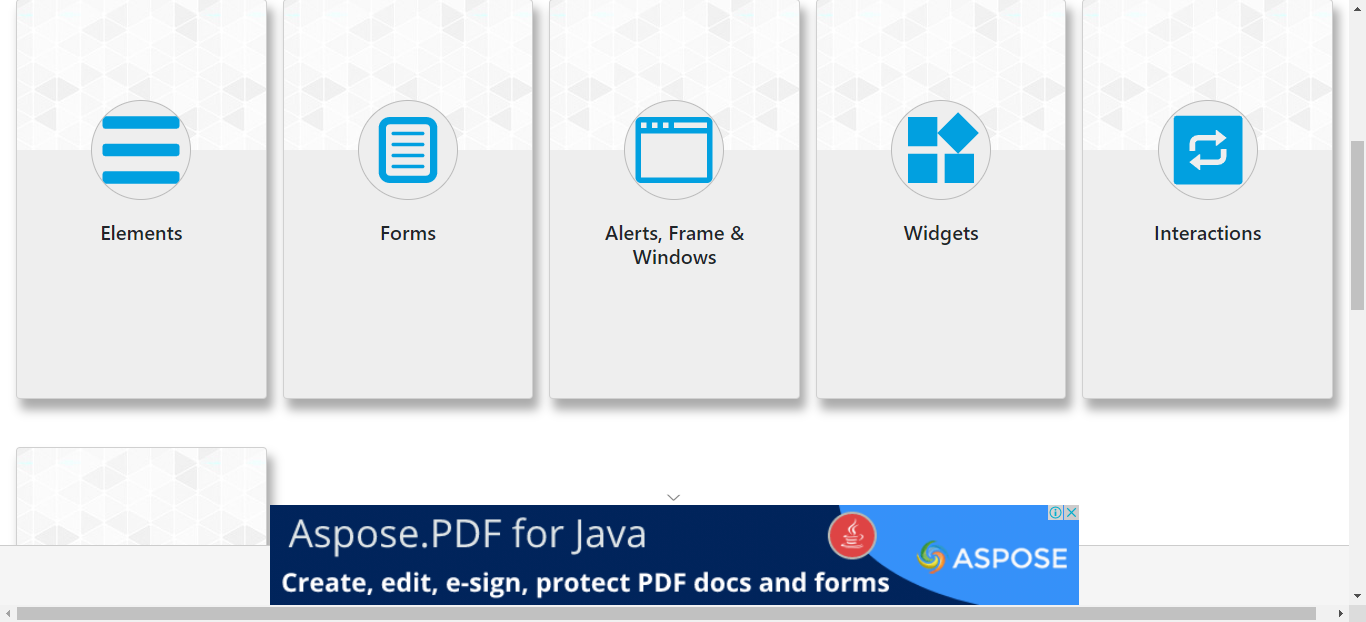 Elements
Forms
Alerts, Frame &
Windows
Widgets
Interactions
Aspose.PDF for Java
Create, edit, e-sign, protect PDF docs and forms
ASPOSE